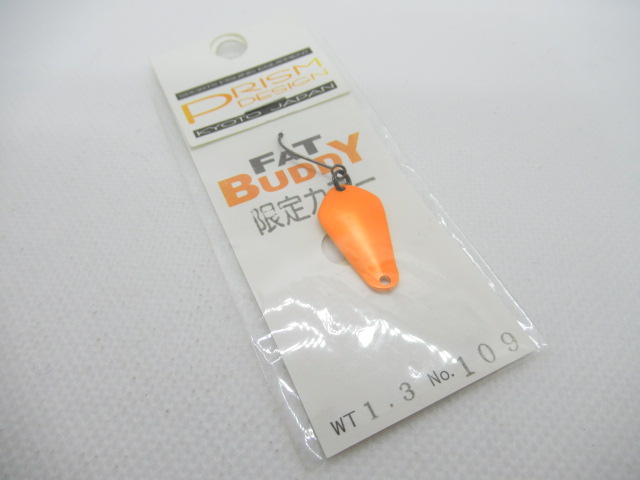 PRISM
DESIGN
KYOTO JAPAN
FAT
BUDDY
限定カラー
WT 1.3 No. 109